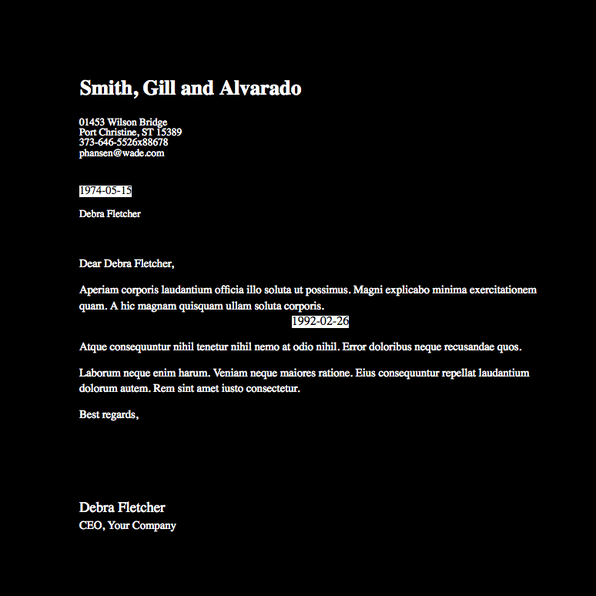 Smith, Gill and Alvarado
01453 Wilson Bridge
Port Christine, ST 15389
373-646-5526x88678
phansen@wade.com
1974-05-15
Debra Fletcher
Dear Debra Fletcher,
Aperiam corporis laudantium officia illo soluta ut possimus. Magni explicabo minima exercitationem
quam. A hic magnam quisquam ullam soluta corporis.
1992-02-26
Atque consequuntur nihil tenetur nihil nemo at odio nihil. Error doloribus neque recusandae quos.
Laborum neque enim harum. Veniam neque maiores ratione. Eius consequuntur repellat laudantium
dolorum autem. Rem sint amet iusto consectetur.
Best regards,
Debra Fletcher
CEO, Your Company